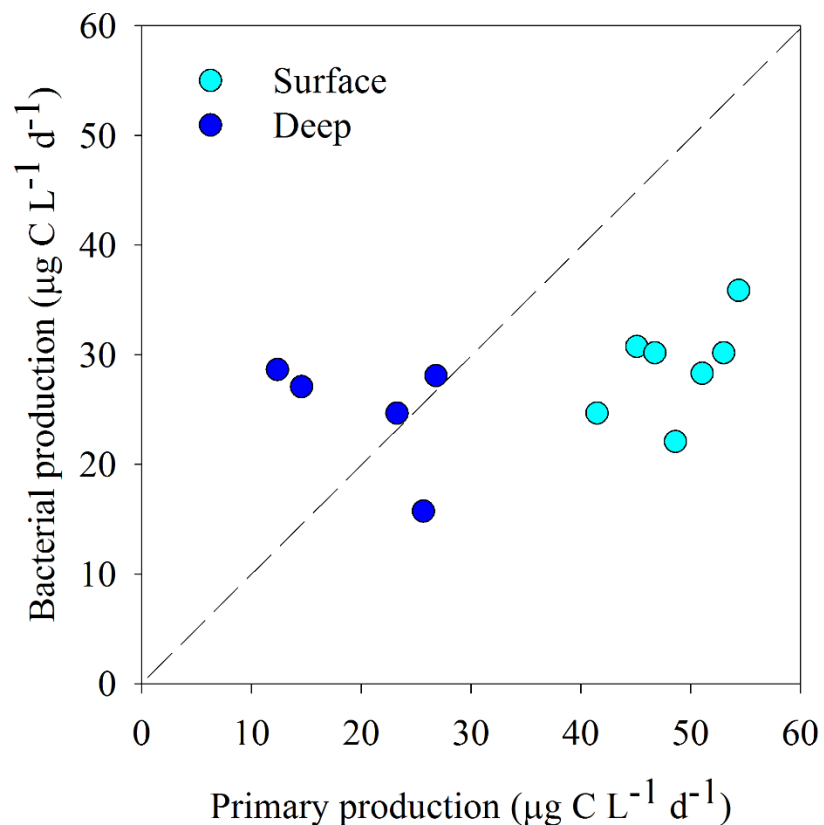 60
50
40
30
20
10
0
Surface
Deep
Bacterial production (µg C L⁻¹ d⁻¹)
0 10 20 30 40 50 60
Primary production (µg C L⁻¹ d⁻¹)